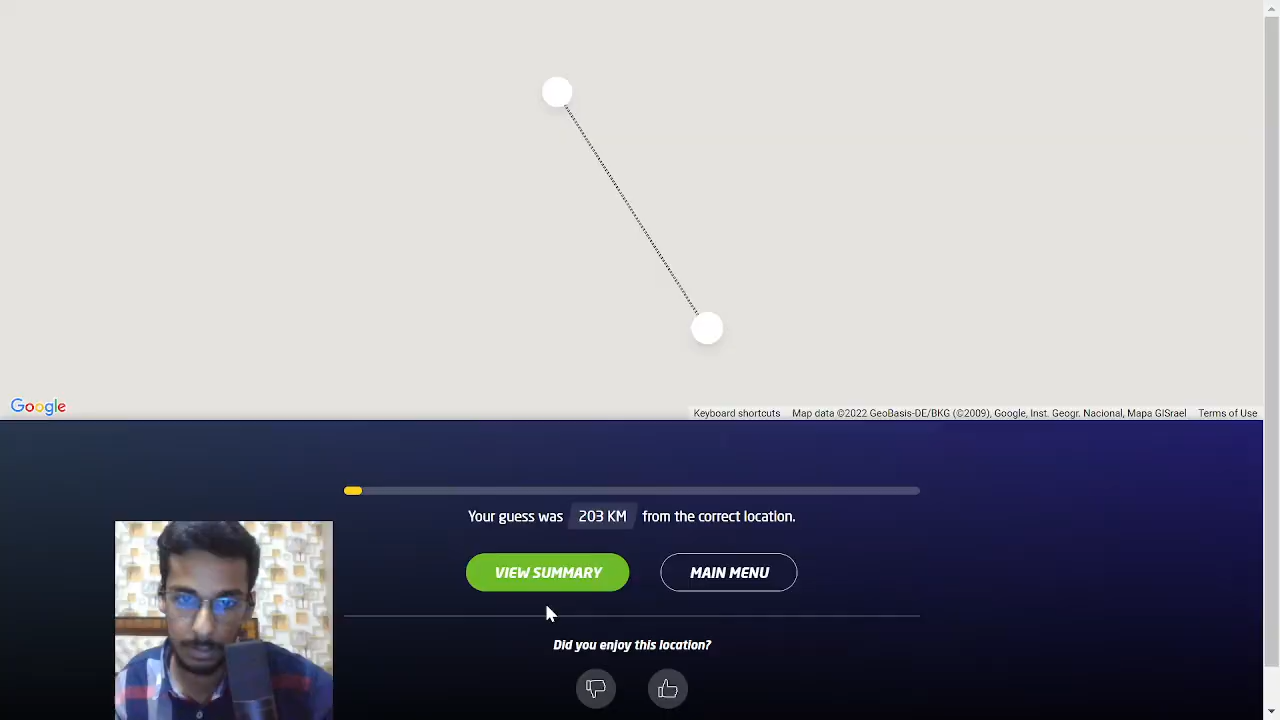 Google
Keyboard shortcuts Map data ©2022 GeoBasis-DE/BKG (©2009), Google, Inst. Geogr. Nacional, Mapa GISrael Terms of Use
Your guess was 203 KM from the correct location.
VIEW SUMMARY MAIN MENU
Did you enjoy this location?